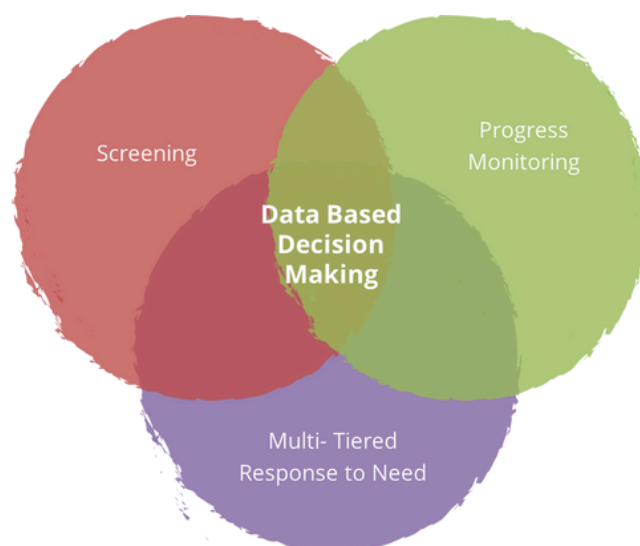 Screening
Progress
Monitoring
Data Based
Decision
Making
Multi- Tiered
Response to Need